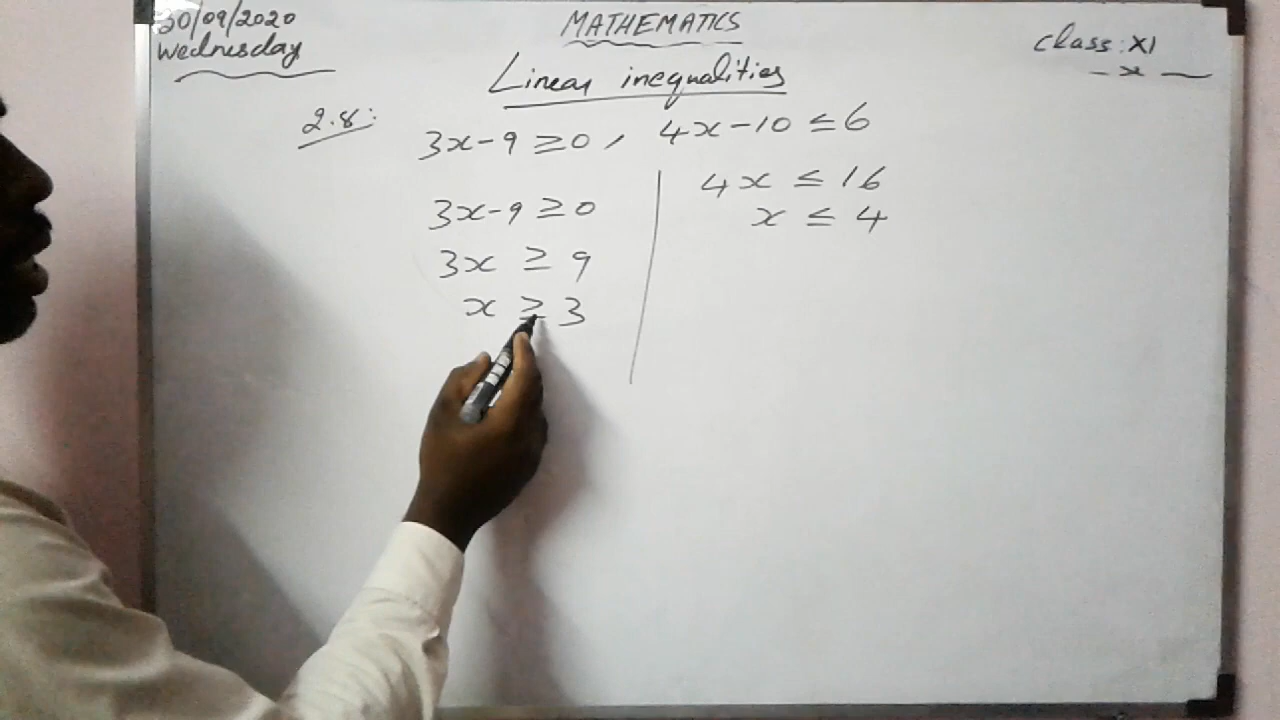 30/09/2020
Wednesday
MATHEMATICS
Class: XI
— x —
Linear inequalities
2.8:
3x-9 ≥ 0, 4x-10 ≤ 6
3x-9 ≥ 0
3x ≥ 9
x ≥ 3
4x ≤ 16
x ≤ 4